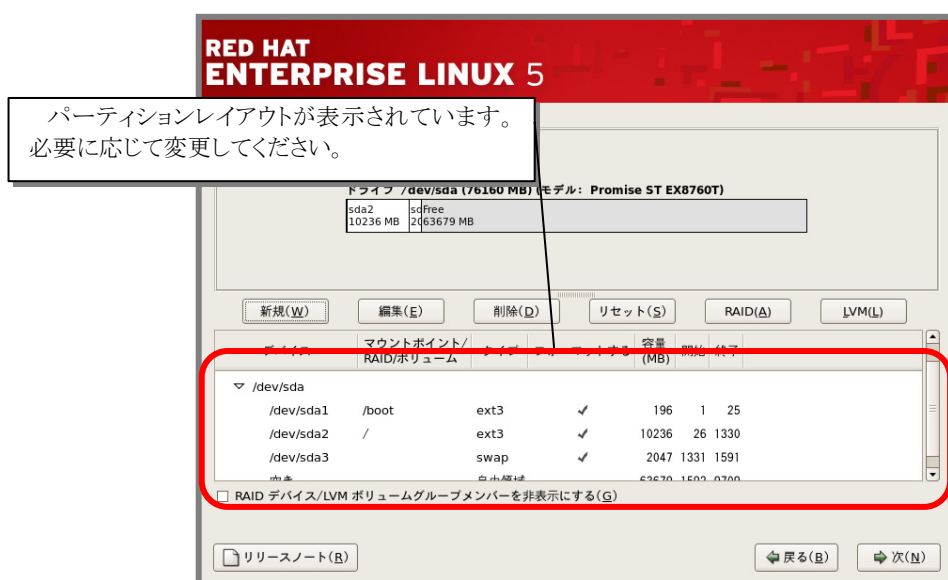 RED HAT
ENTERPRISE LINUX 5
パーティションレイアウトが表示されています。
必要に応じて変更してください。
ドライブ /dev/sda (76160 MB) (モデル: Promise ST EX8760T)
sda2 Free
10236 MB 63679 MB
新規(W) 編集(E) 削除(D) リセット(S) RAID(A) LVM(L)
マウントポイント/
RAID/ボリューム
容量
(MB)
/dev/sda
/dev/sda1 /boot ext3 ✓ 196 1 25
/dev/sda2 / ext3 ✓ 10236 26 1330
/dev/sda3 swap ✓ 2047 1331 1591
RAID デバイス/LVM ボリュームグループメンバーを非表示にする(G)
リリースノート(R) 戻る(B) 次(N)